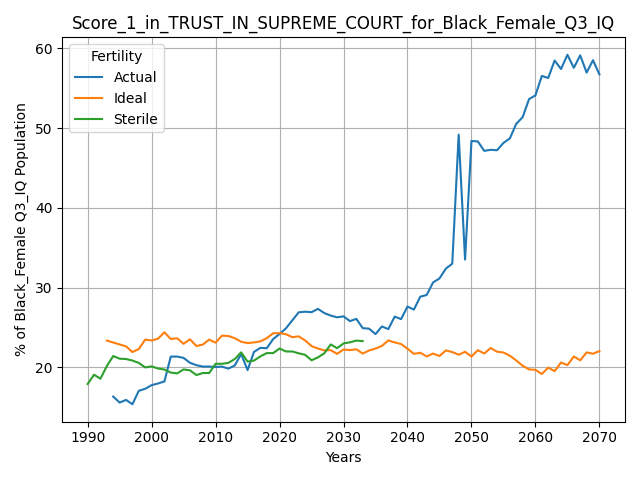 Score_1_in_TRUST_IN_SUPREME_COURT_for_Black_Female_Q3_IQ
Fertility
Actual
Ideal
Sterile
% of Black_Female Q3_IQ Population
60
50
40
30
20
1990 2000 2010 2020 2030 2040 2050 2060 2070
Years